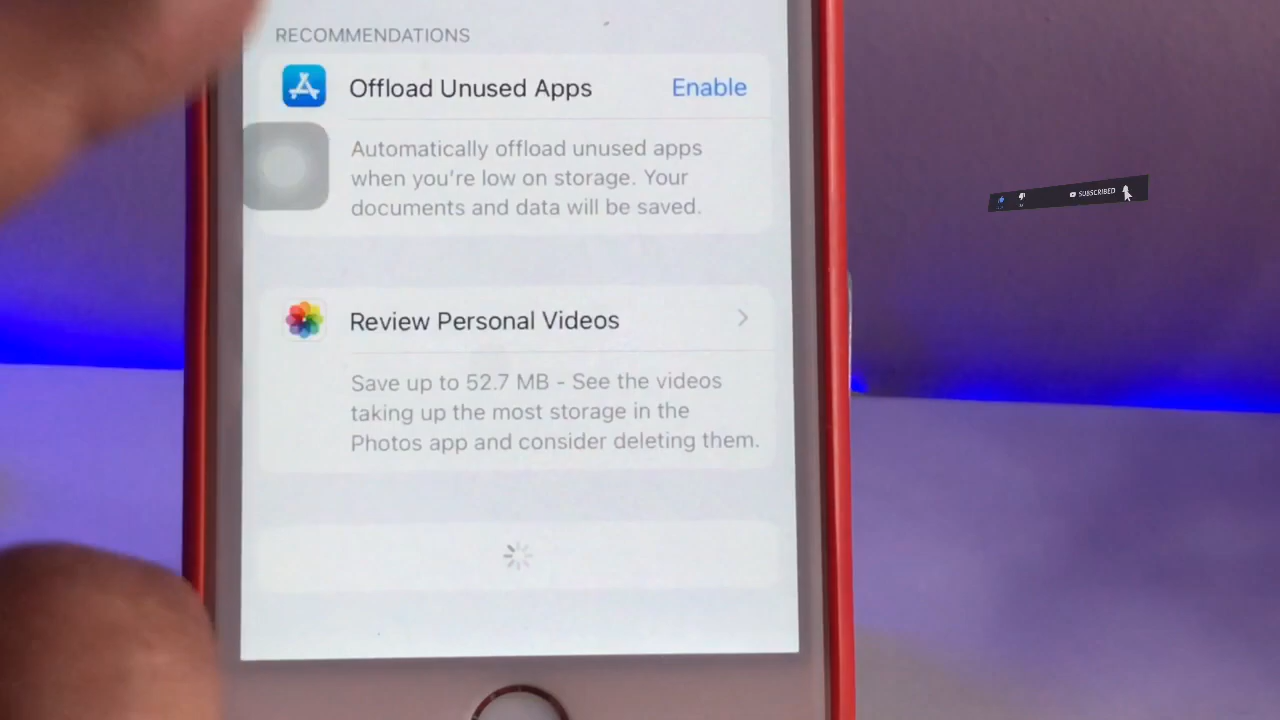 RECOMMENDATIONS
Offload Unused Apps
Enable
Automatically offload unused apps
when you're low on storage. Your
documents and data will be saved.
Review Personal Videos
Save up to 52.7 MB - See the videos
taking up the most storage in the
Photos app and consider deleting them.
SUBSCRIBED